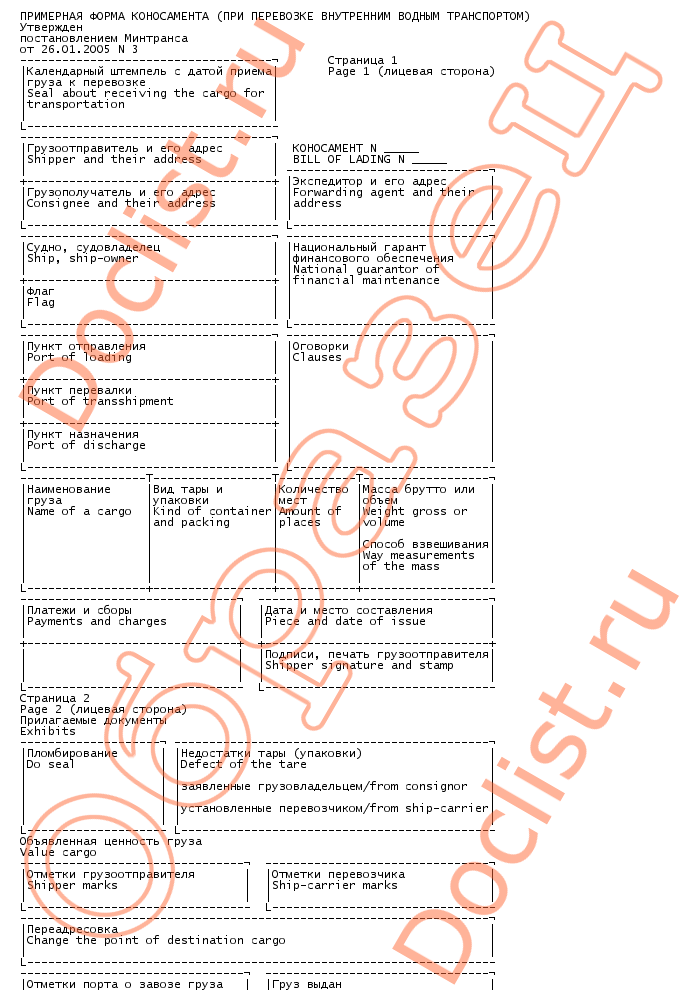 ПРИМЕРНАЯ ФОРМА КОНОСАМЕНТА (ПРИ ПЕРЕВОЗКЕ ВНУТРЕННИМ ВОДНЫМ ТРАНСПОРТОМ)
Утвержден
постановлением Минтранса
от 26.01.2005 N 3
Страница 1
Page 1 (лицевая сторона)
Календарный штемпель с датой приема
груза к перевозке
Seal about receiving the cargo for
transportation
Грузоотправитель и его адрес
Shipper and their address
КОНОСАМЕНТ N _____
BILL OF LADING N _____
Грузополучатель и его адрес
Consignee and their address
Экспедитор и его адрес
Forwarding agent and their
address
Судно, судовладелец
Ship, ship-owner
Национальный гарант
финансового обеспечения
National guarantor of
financial maintenance
Флаг
Flag
Пункт отправления
Port of loading
Оговорки
Clauses
Пункт перевалки
Port of transshipment
Пункт назначения
Port of discharge
Наименование
груза
Name of a cargo
Вид тары и
упаковки
Kind of container
and packing
Количество
мест
Amount of
places
Масса брутто или
объем
Weight gross or
volume
Способ взвешивания
Way measurements
of the mass
Платежи и сборы
Payments and charges
Дата и место составления
Piece and date of issue
Подписи, печать грузоотправителя
Shipper signature and stamp
Страница 2
Page 2 (лицевая сторона)
Прилагаемые документы
Exhibits
Пломбирование
Do seal
Недостатки тары (упаковки)
Defect of the tare
заявленные грузовладельцем/from consignor
установленные перевозчиком/from ship-carrier
Объявленная ценность груза
Value cargo
Отметки грузоотправителя
Shipper marks
Отметки перевозчика
Ship-carrier marks
Переадресовка
Change the point of destination cargo
Отметки порта о завозе груза
Груз выдан
Doclist.ru
Образец
Doclist.ru